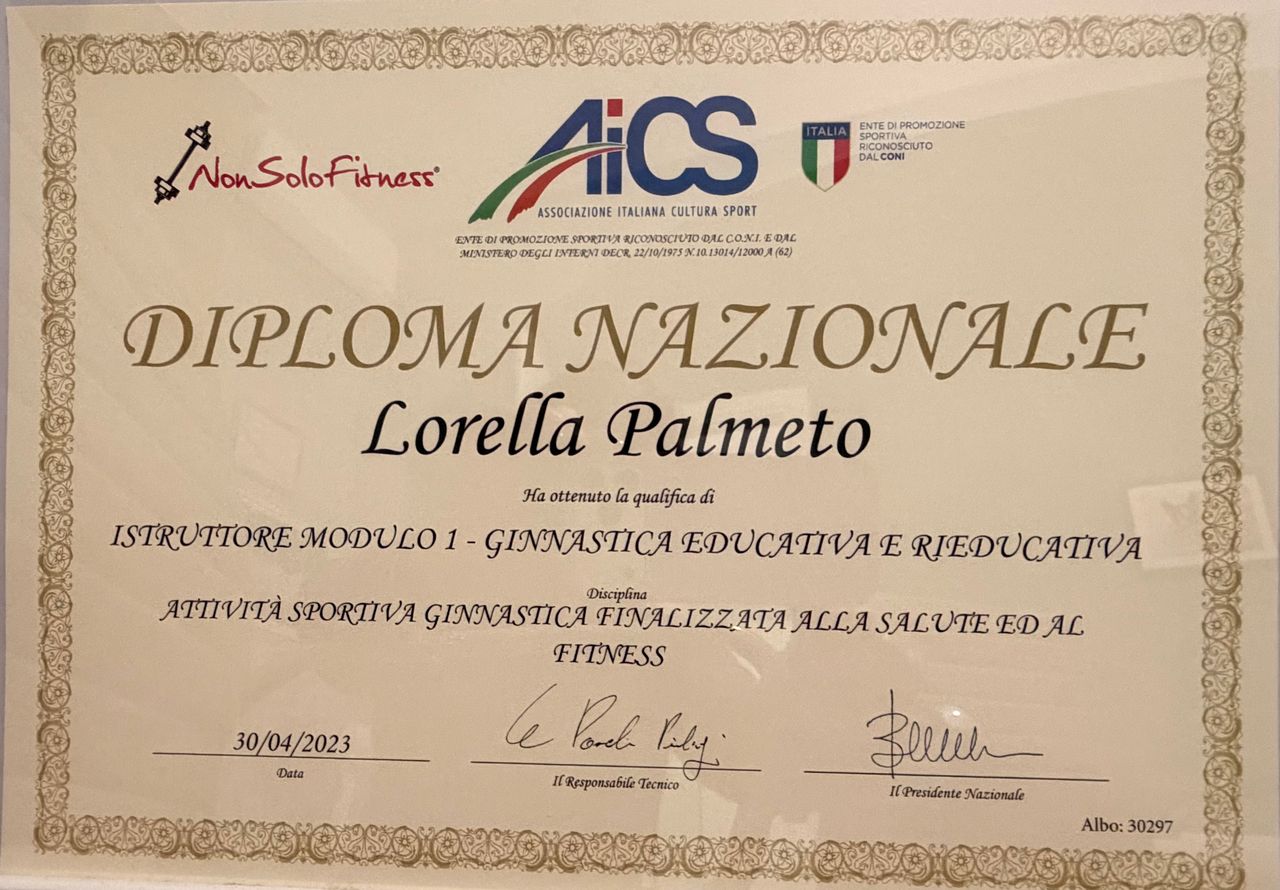 NonSoloFitness®
AiCS
ASSOCIAZIONE ITALIANA CULTURA SPORT
ITALIA
ENTE DI PROMOZIONE
SPORTIVA
RICONOSCIUTO
DAL CONI
ENTE DI PROMOZIONE SPORTIVA RICONOSCIUTO DAL C.O.N.I. E DAL
MINISTERO DEGLI INTERNI DECR. 22/10/1975 N.10.13014/12000 A (62)
DIPLOMA NAZIONALE
Lorella Palmeto
Ha ottenuto la qualifica di
ISTRUTTORE MODULO 1 - GINNASTICA EDUCATIVA E RIEDUCATIVA
Disciplina
ATTIVITÀ SPORTIVA GINNASTICA FINALIZZATA ALLA SALUTE ED AL
FITNESS
30/04/2023
Data
Il Responsabile Tecnico
Il Presidente Nazionale
Albo: 30297